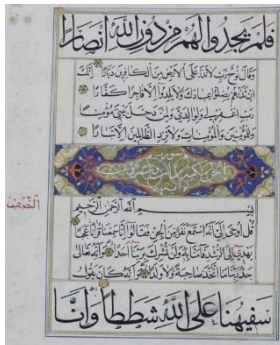 فلم يجدوا لهم من دون الله انصارا
وقال نوح رب لا تذر على الأرض من الكافرين ديارا إنك
إن تذرهم يضلوا عبادك ولا يلدوا إلا فاجرا كفارا
رب اغفر لي ولوالدي ولمن دخل بيتي مؤمنا
وللمؤمنين والمؤمنات ولا تزد الظالمين إلا تبارا
بسم الله الرحمن الرحيم
قل أوحي إلي أنه استمع نفر من الجن فقالوا إنا سمعنا قرآنا عجبا
يهدي إلى الرشد فآمنا به ولن نشرك بربنا أحدا وأنه تعالى
جد ربنا ما اتخذ صاحبة ولا ولدا وأنه كان يقول
سفيهنا على الله شططا وأنا